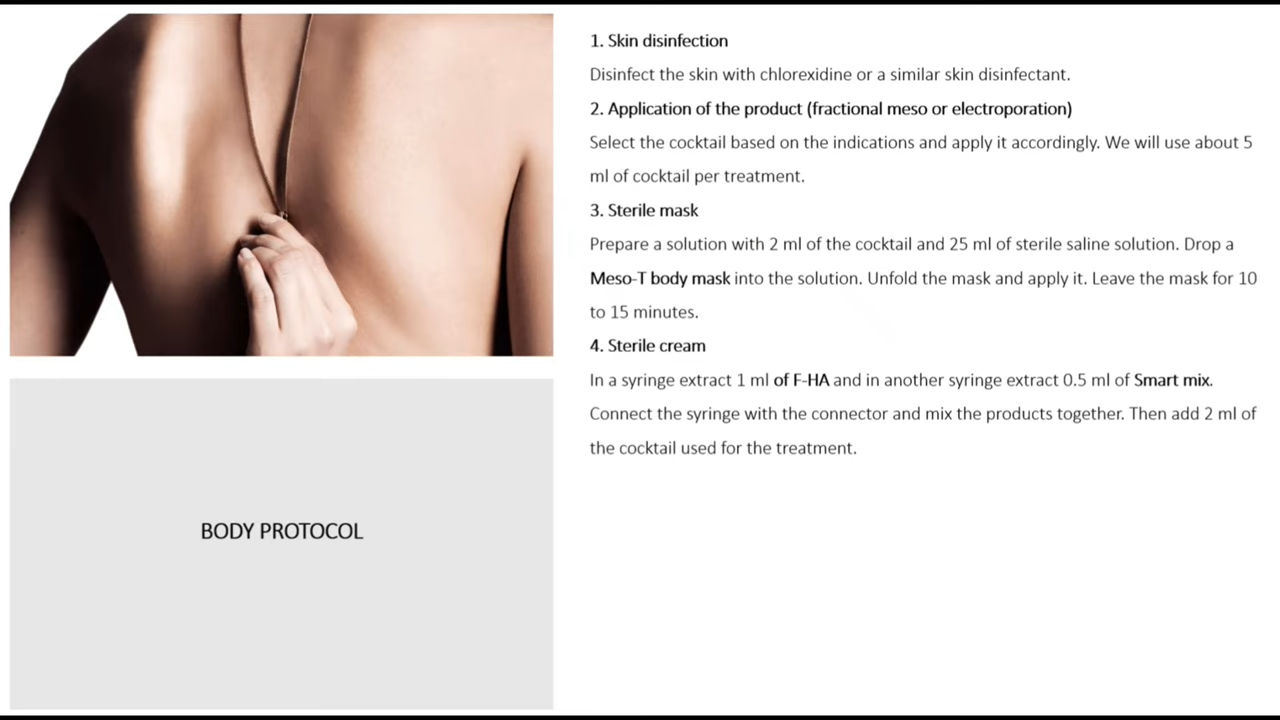 1. Skin disinfection
Disinfect the skin with chlorexidine or a similar skin disinfectant.
2. Application of the product (fractional meso or electroporation)
Select the cocktail based on the indications and apply it accordingly. We will use about 5
ml of cocktail per treatment.
3. Sterile mask
Prepare a solution with 2 ml of the cocktail and 25 ml of sterile saline solution. Drop a
Meso-T body mask into the solution. Unfold the mask and apply it. Leave the mask for 10
to 15 minutes.
4. Sterile cream
In a syringe extract 1 ml of F-HA and in another syringe extract 0.5 ml of Smart mix.
Connect the syringe with the connector and mix the products together. Then add 2 ml of
the cocktail used for the treatment.
BODY PROTOCOL